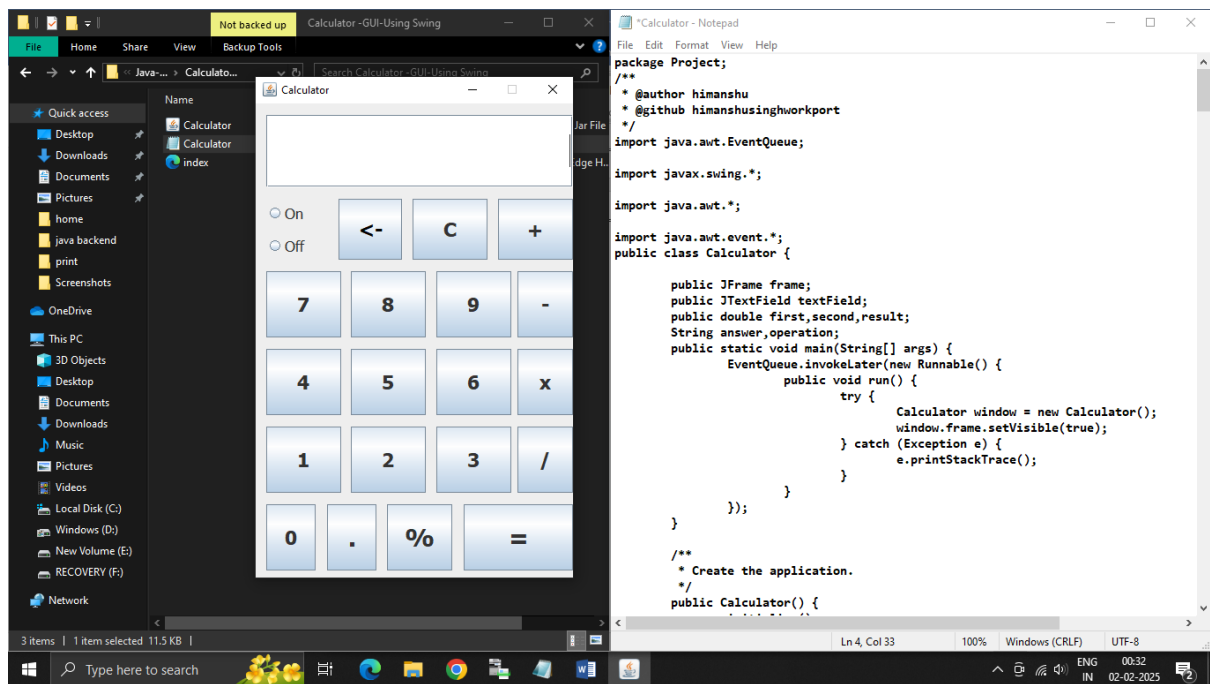 Not backed up
Calculator -GUI-Using Swing
File Home Share View Backup Tools
Java-... Calculato...
Search Calculator -GUI-Using Swing
Name
Quick access
Desktop
Downloads
Documents
Pictures
home
java backend
print
Screenshots
OneDrive
This PC
3D Objects
Desktop
Documents
Downloads
Music
Pictures
Videos
Local Disk (C:)
Windows (D:)
New Volume (E:)
RECOVERY (F:)
Network
Calculator
Jar File
Calculator
index
dge H..
3 items | 1 item selected 11.5 KB |
Calculator
On
Off
<- C +
7 8 9 -
4 5 6 x
1 2 3 /
0 . % =
*Calculator - Notepad
File Edit Format View Help
package Project;
/**
* @author himanshu
* @github himanshusinghworkport
*/
import java.awt.EventQueue;
import javax.swing.*;
import java.awt.*;
import java.awt.event.*;
public class Calculator {
public JFrame frame;
public JTextField textField;
public double first,second,result;
String answer,operation;
public static void main(String[] args) {
EventQueue.invokeLater(new Runnable() {
public void run() {
try {
Calculator window = new Calculator();
window.frame.setVisible(true);
} catch (Exception e) {
e.printStackTrace();
}
}
});
}
/**
* Create the application.
*/
public Calculator() {
Ln 4, Col 33 100% Windows (CRLF) UTF-8
Type here to search
ENG
IN
00:32
02-02-2025
2